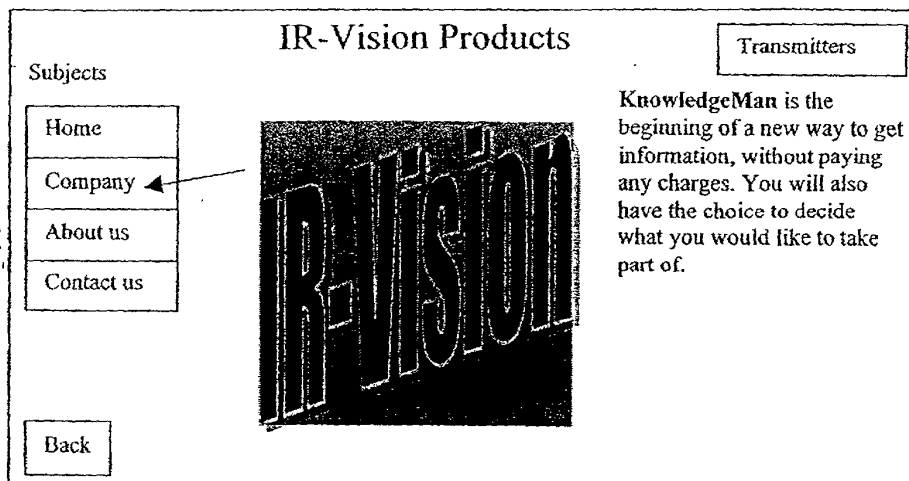 IR-Vision Products
Transmitters
Subjects
Home
Company
About us
Contact us
Back
IR-Vision
KnowledgeMan is the
beginning of a new way to get
information, without paying
any charges. You will also
have the choice to decide
what you would like to take
part of.